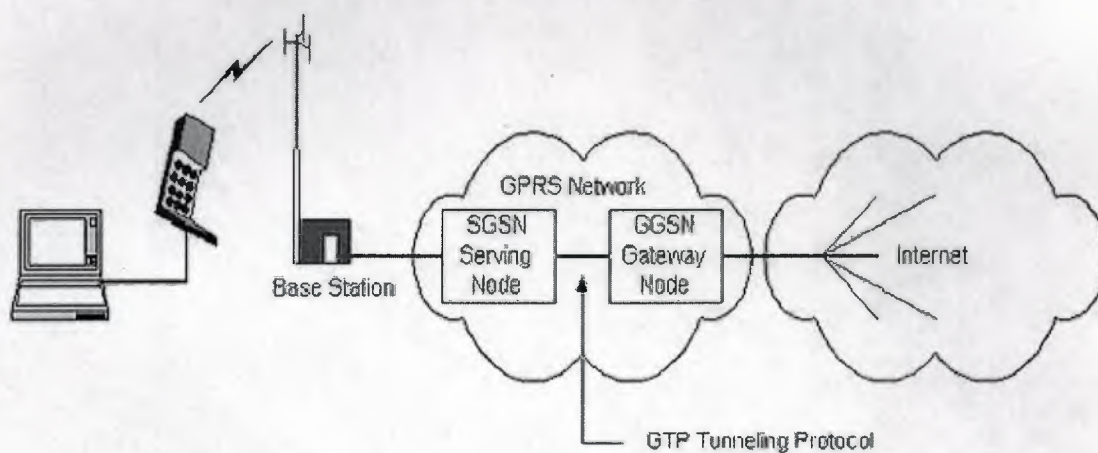 GPRS Network
SGSN
Serving
Node
GGSN
Gateway
Node
Internet
Base Station
GTP Tunneling Protocol